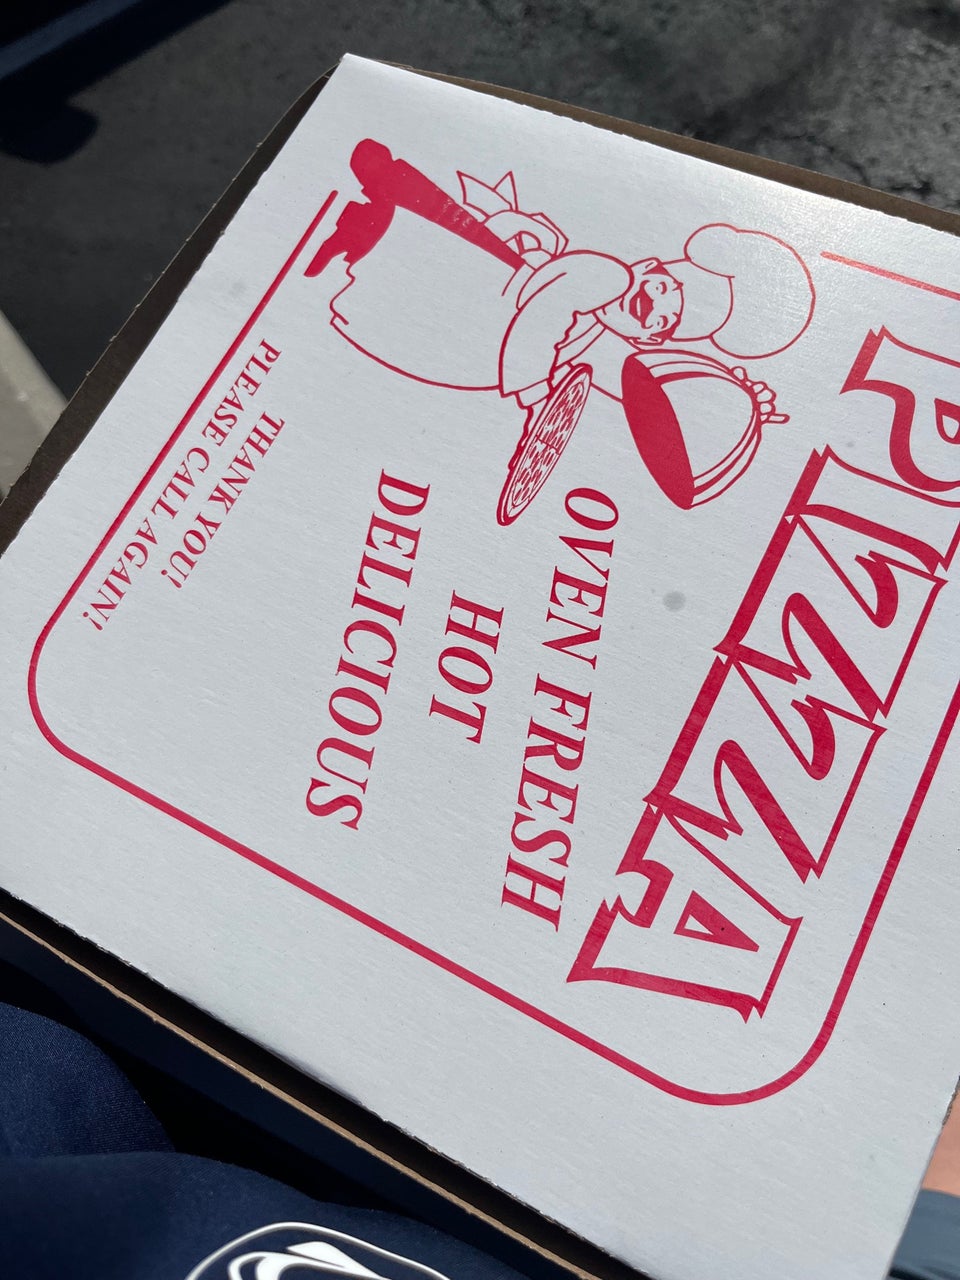 PIZZA
OVEN FRESH
HOT
DELICIOUS
THANK YOU!
PLEASE CALL AGAIN!